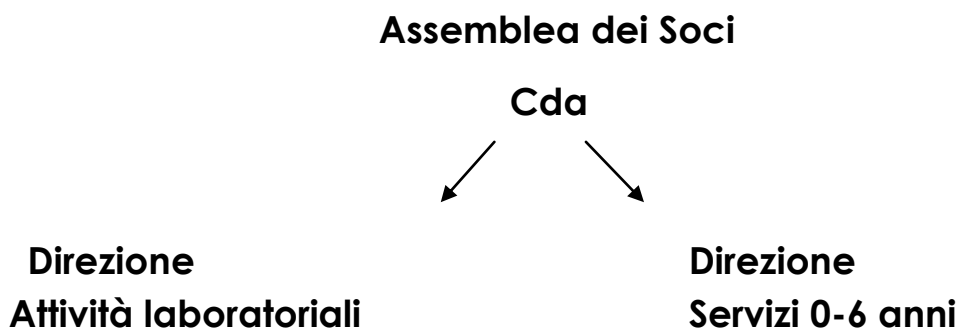 Assemblea dei Soci
Cda
Direzione
Attività laboratoriali
Direzione
Servizi 0-6 anni